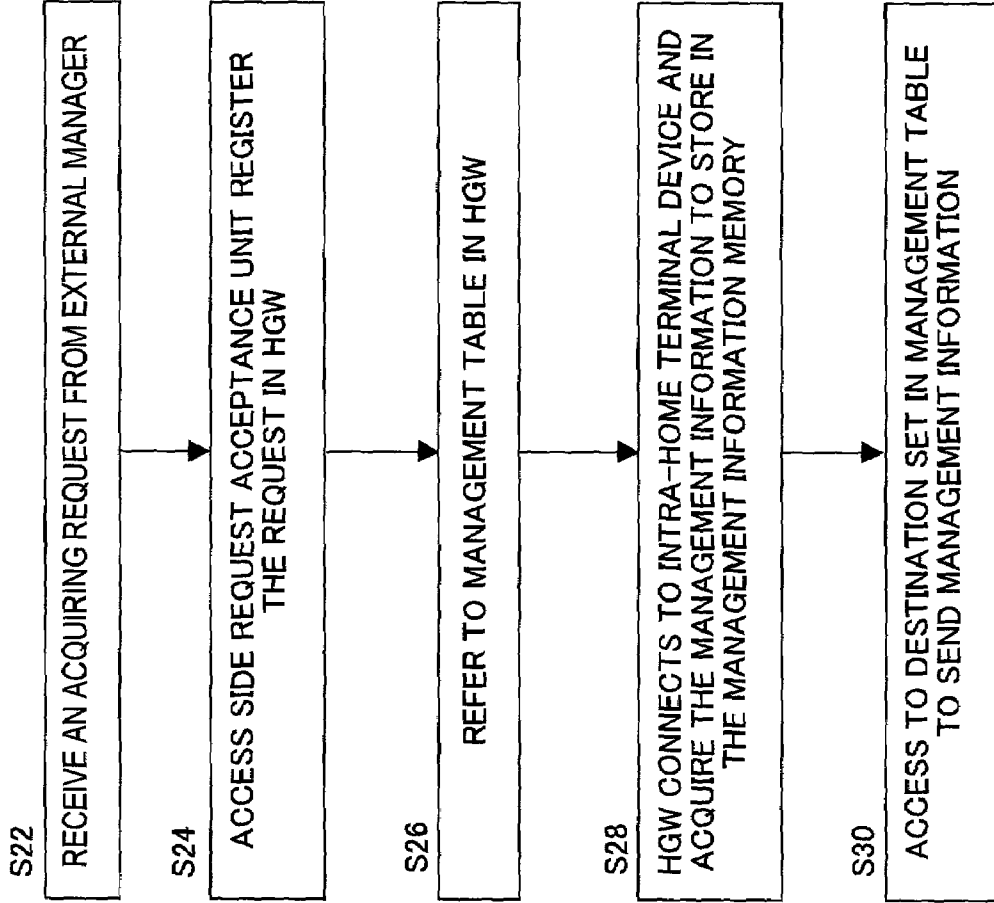 S22
RECEIVE AN ACQUIRING REQUEST FROM EXTERNAL MANAGER
S24
ACCESS SIDE REQUEST ACCEPTANCE UNIT REGISTER
THE REQUEST IN HGW
S26
REFER TO MANAGEMENT TABLE IN HGW
S28
HGW CONNECTS TO INTRA-HOME TERMINAL DEVICE AND
ACQUIRE THE MANAGEMENT INFORMATION TO STORE IN
THE MANAGEMENT INFORMATION MEMORY
S30
ACCESS TO DESTINATION SET IN MANAGEMENT TABLE
TO SEND MANAGEMENT INFORMATION